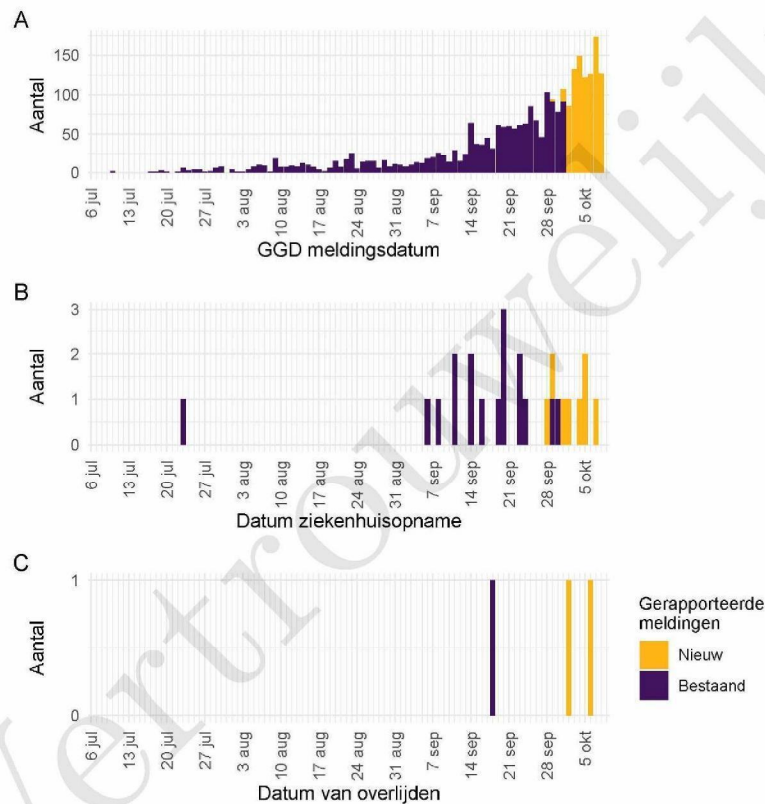 A
Aantal
150
100
50
0
6 jul
13 jul
20 jul
27 jul
3 aug
10 aug
17 aug
24 aug
31 aug
7 sep
14 sep
21 sep
28 sep
5 okt
GGD meldingsdatum
B
Aantal
3
2
1
0
6 jul
13 jul
20 jul
27 jul
3 aug
10 aug
17 aug
24 aug
31 aug
7 sep
14 sep
21 sep
28 sep
5 okt
Datum ziekenhuisopname
C
Aantal
1
0
6 jul
13 jul
20 jul
27 jul
3 aug
10 aug
17 aug
24 aug
31 aug
7 sep
14 sep
21 sep
28 sep
5 okt
Datum van overlijden
Gerapporteerde
meldingen
Nieuw
Bestaand
Vertrouwelijk